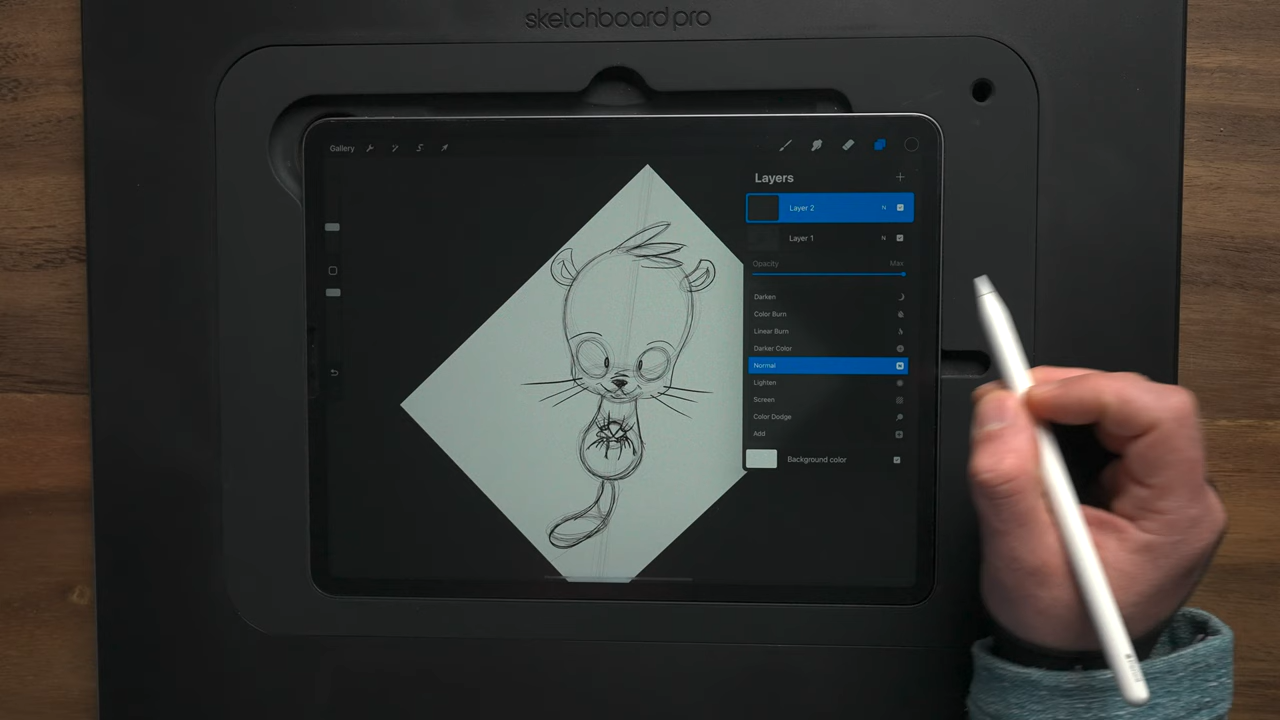 sketchboard pro
Gallery
Layers
Layer 2 N
Layer 1 N
Opacity Max
Darken
Color Burn
Linear Burn
Darker Color
Normal
Lighten
Screen
Color Dodge
Add
Background color